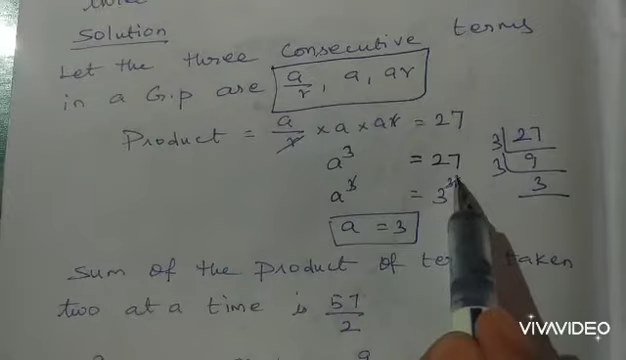 Solution
Let the three consecutive terms
in a G.p are a/r, a, ar
Product = a/r × a × ar = 27
a³ = 27
a³ = 3³
a = 3
3 | 27
3 | 9
3
Sum of the product of taken
two at a time is 57/2
VIVAVIDEO